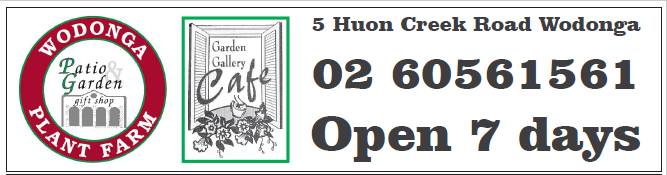 WODONGA
Patio &
Garden
gift shop
PLANT FARM
Garden
Gallery
Cafe
5 Huon Creek Road Wodonga
02 60561561
Open 7 days